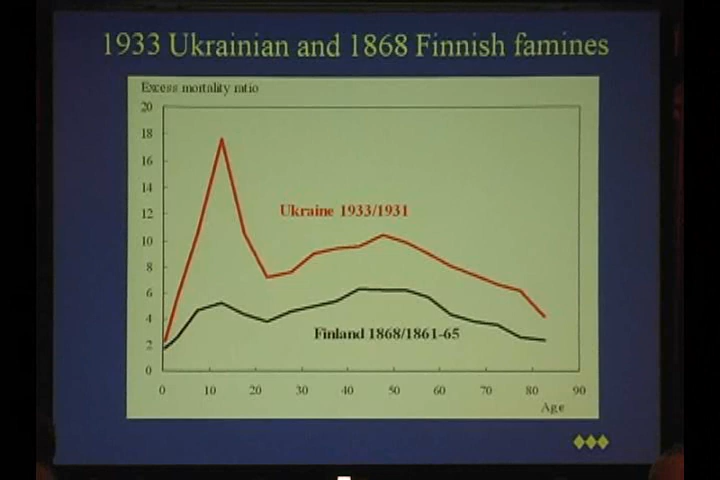 1933 Ukrainian and 1868 Finnish famines
Excess mortality ratio
20
18
16
14
12
10
8
6
4
2
0
Ukraine 1933/1931
Finland 1868/1861-65
0 10 20 30 40 50 60 70 80 90
Age